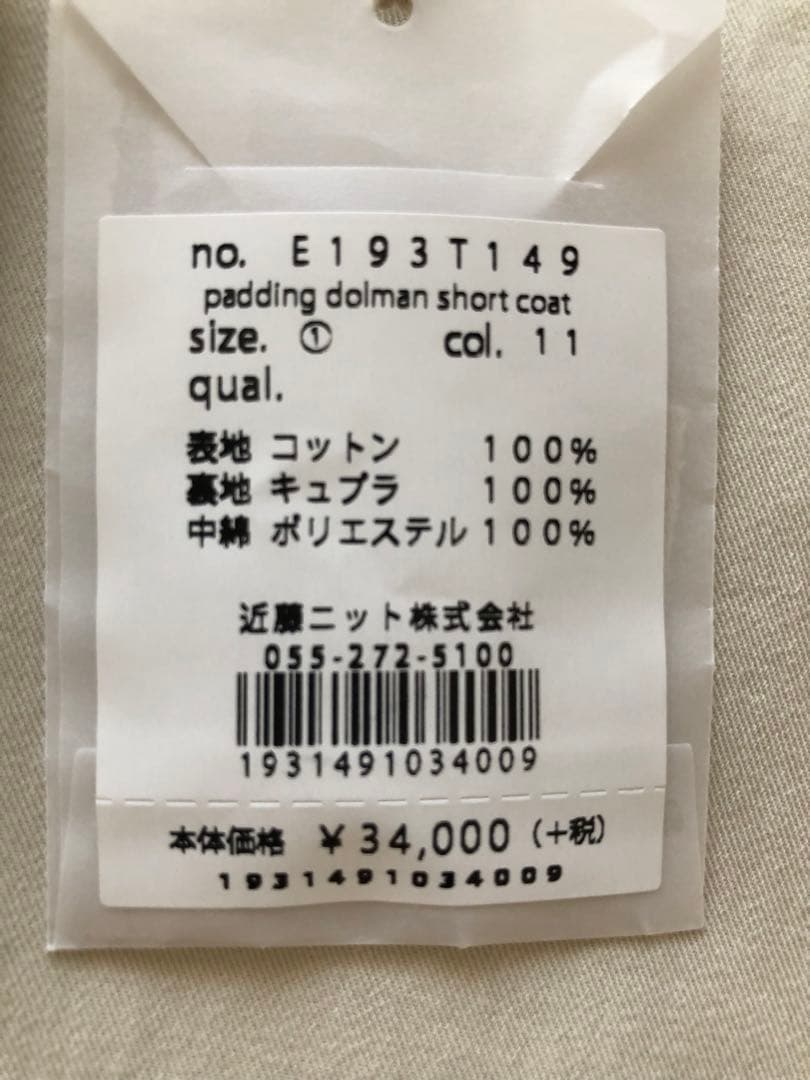 no. E193T149
padding dolman short coat
size. ① col. 11
qual.
表地 コットン 100%
裏地 キュプラ 100%
中綿 ポリエステル 100%
近藤ニット株式会社
055-272-5100
1931491034009
本体価格 ¥34,000 (+税)
1931491034009